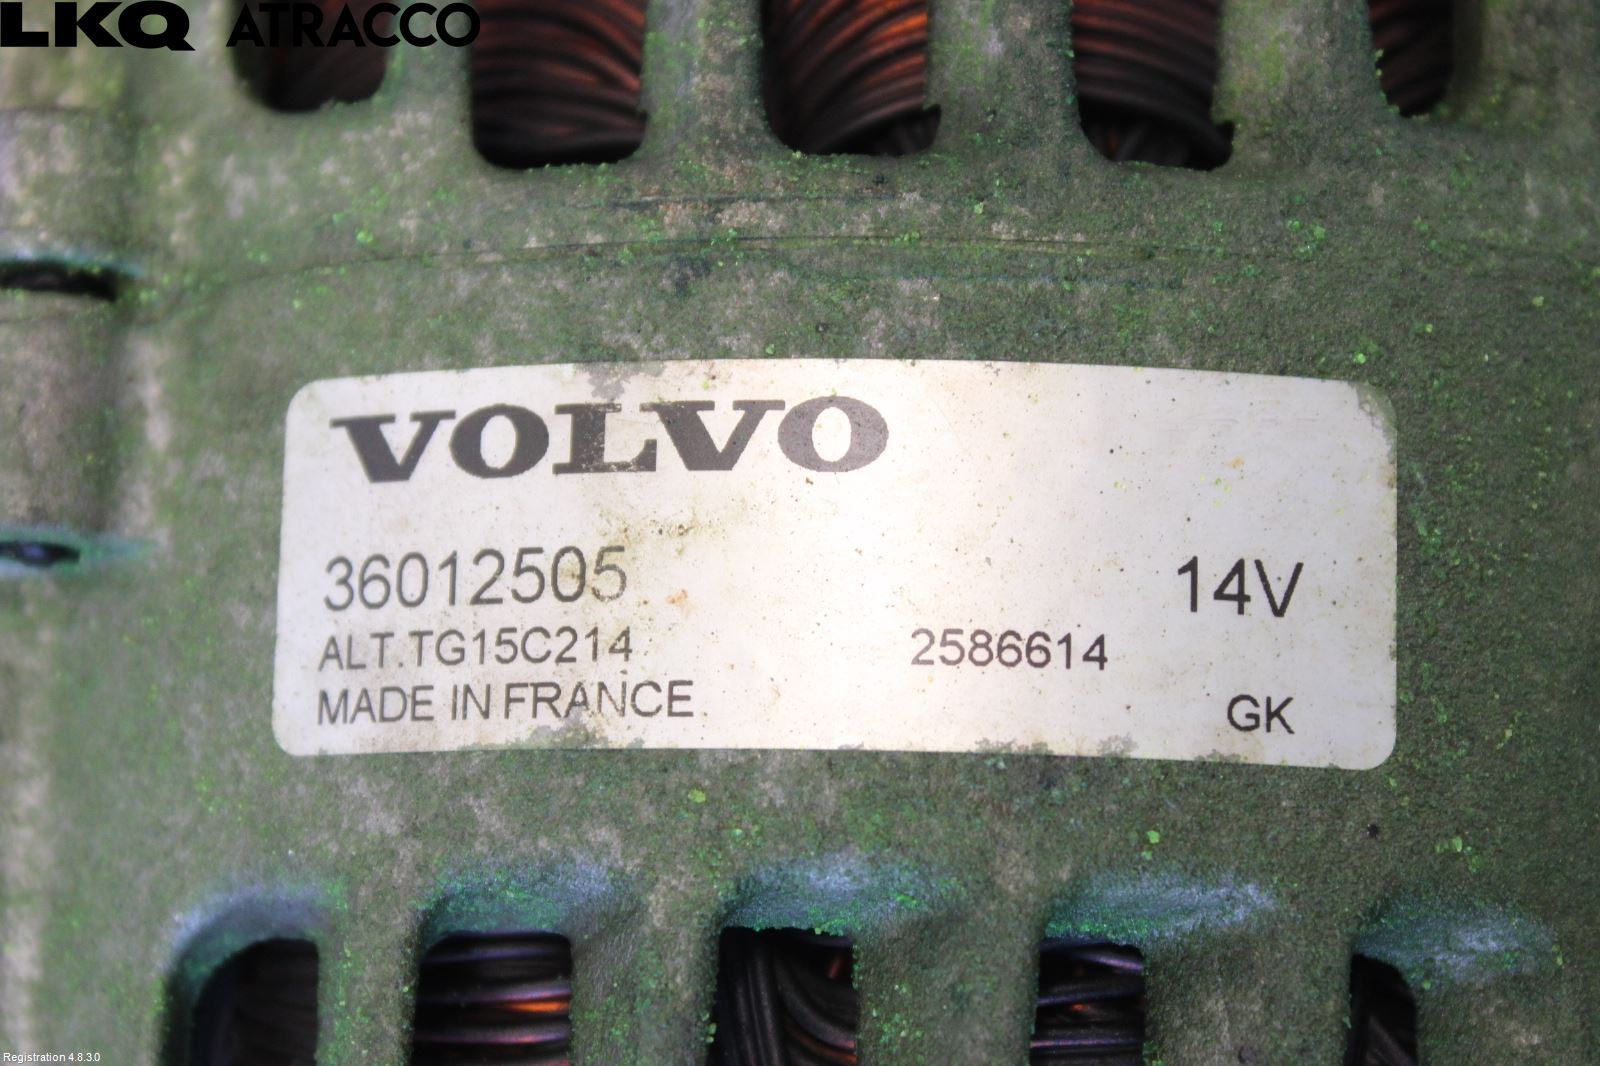 LKQ ATRACCO
VOLVO
36012505 14V
ALT.TG15C214 2586614
MADE IN FRANCE GK
Registration 4.8.3.0